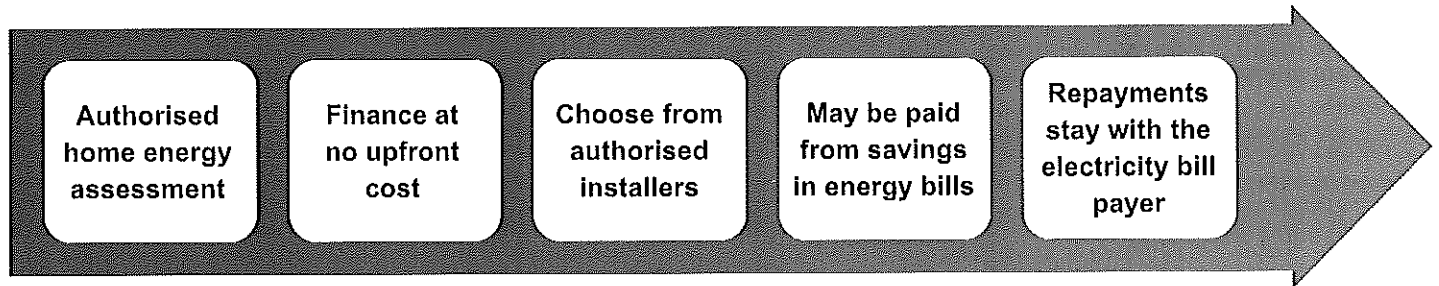 Authorised
home energy
assessment
Finance at
no upfront
cost
Choose from
authorised
installers
May be paid
from savings
in energy bills
Repayments
stay with the
electricity bill
payer